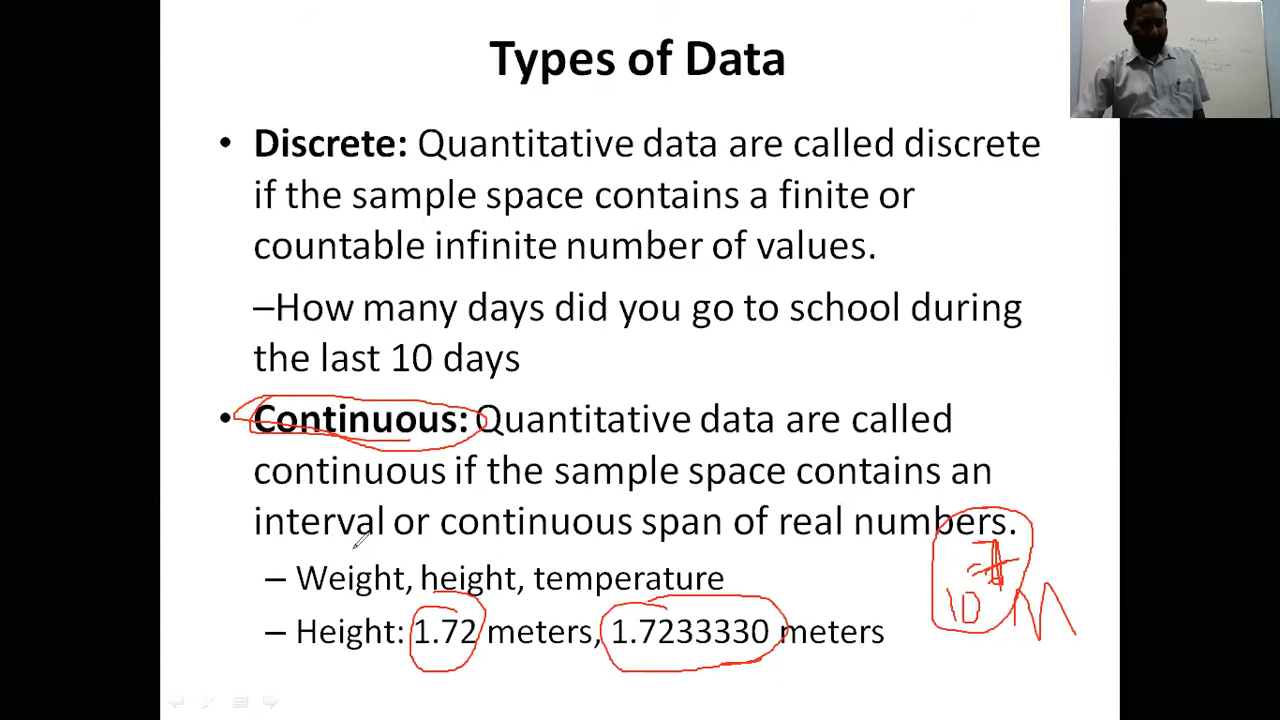 Types of Data
• Discrete: Quantitative data are called discrete
if the sample space contains a finite or
countable infinite number of values.
–How many days did you go to school during
the last 10 days
• Continuous: Quantitative data are called
continuous if the sample space contains an
interval or continuous span of real numbers.
– Weight, height, temperature
– Height: 1.72 meters, 1.7233330 meters
10 M